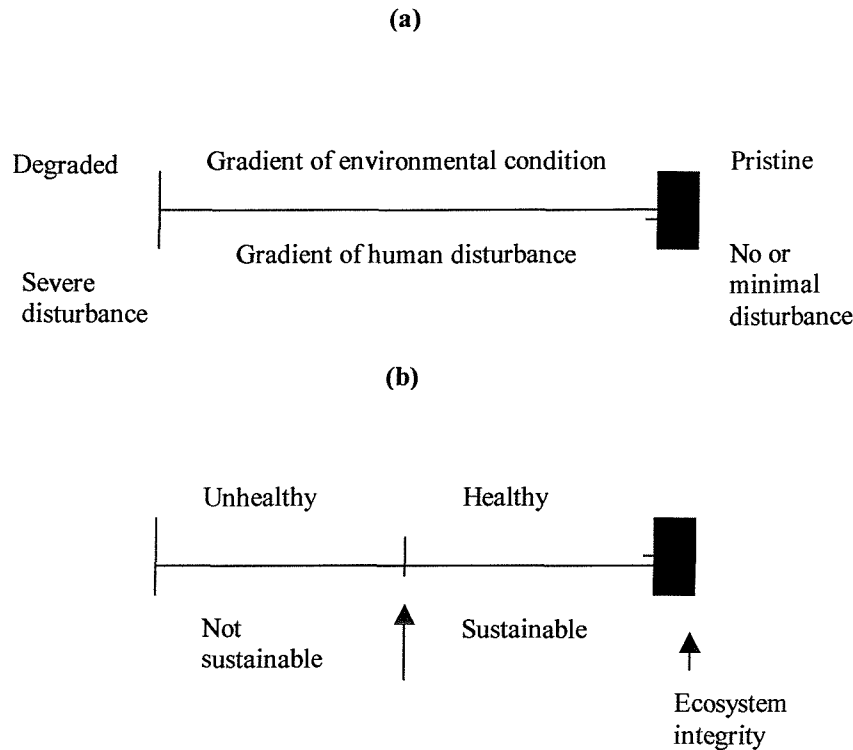 (a)
Degraded
Gradient of environmental condition
Pristine
Gradient of human disturbance
Severe
disturbance
No or
minimal
disturbance
(b)
Unhealthy
Healthy
Not
sustainable
Sustainable
Ecosystem
integrity